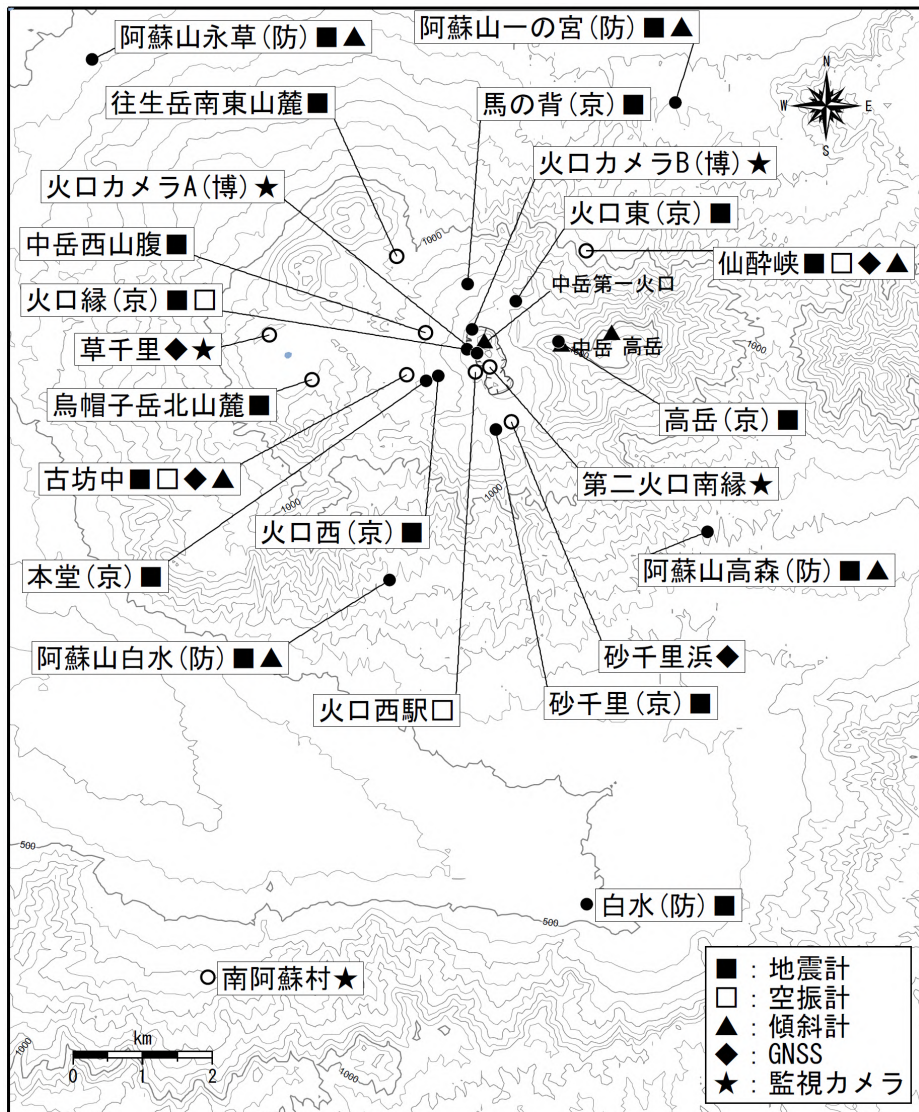 阿蘇山永草(防)■▲
阿蘇山一の宮(防)■▲
往生岳南東山麓■
馬の背(京)■
N
W
E
S
火口カメラA(博)★
火口カメラB(博)★
火口東(京)■
中岳西山腹■
1000
仙酔峡■□◆▲
中岳第一火口
火口縁(京)■□
草千里◆★
中岳
高岳
1000
烏帽子岳北山麓■
高岳(京)■
古坊中■□◆▲
第二火口南縁★
1000
1000
火口西(京)■
本堂(京)■
阿蘇山高森(防)■▲
阿蘇山白水(防)■▲
砂千里浜◆
火口西駅□
砂千里(京)■
500
白水(防)■
500
南阿蘇村★
■:地震計
□:空振計
▲:傾斜計
◆:GNSS
★:監視カメラ
km
0 1 2
1000
1000